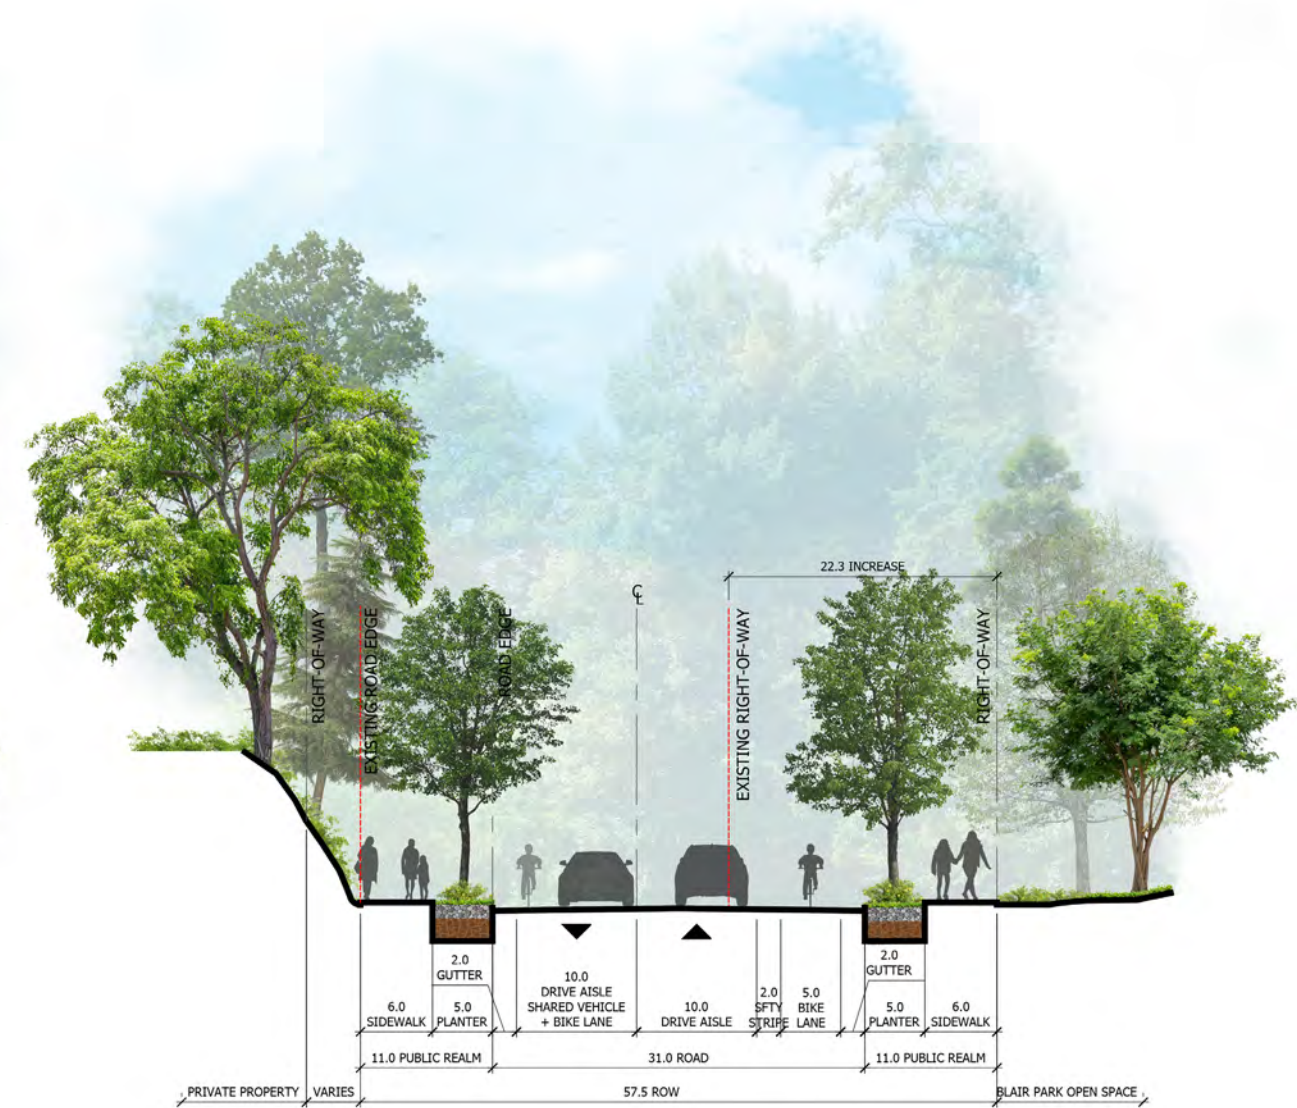 22.3 INCREASE
℄
RIGHT-OF-WAY
EXISTING ROAD EDGE
ROAD EDGE
EXISTING RIGHT-OF-WAY
RIGHT-OF-WAY
2.0
GUTTER
2.0
GUTTER
6.0
SIDEWALK
5.0
PLANTER
10.0
DRIVE AISLE
SHARED VEHICLE
+ BIKE LANE
10.0
DRIVE AISLE
2.0
SFTY
STRIPE
5.0
BIKE
LANE
5.0
PLANTER
6.0
SIDEWALK
11.0 PUBLIC REALM
31.0 ROAD
11.0 PUBLIC REALM
PRIVATE PROPERTY
VARIES
57.5 ROW
BLAIR PARK OPEN SPACE